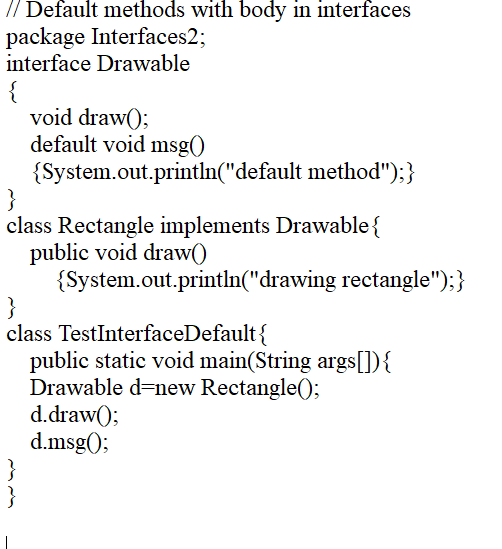 // Default methods with body in interfaces
package Interfaces2;
interface Drawable
{
void draw();
default void msg()
{System.out.println("default method");}
}
class Rectangle implements Drawable{
public void draw()
{System.out.println("drawing rectangle");}
}
class TestInterfaceDefault{
public static void main(String args[]){
Drawable d=new Rectangle();
d.draw();
d.msg();
}
}